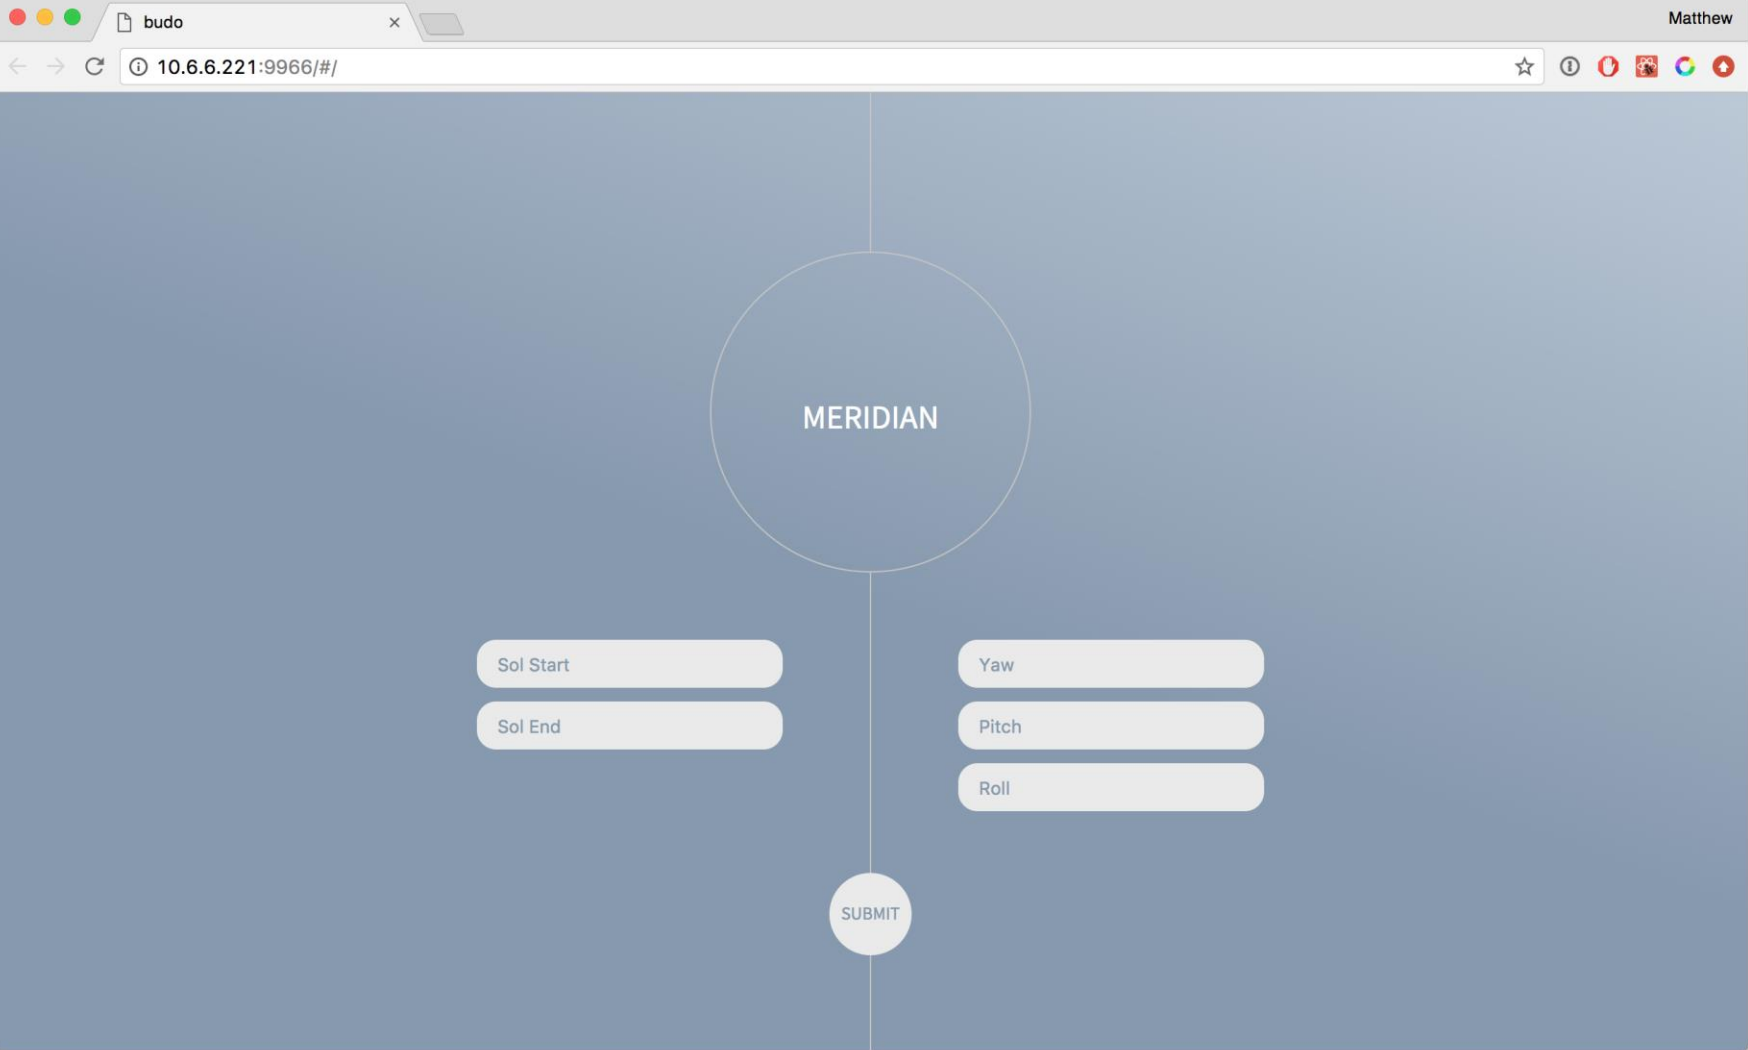 budo
Matthew
10.6.6.221:9966/#/
MERIDIAN
Sol Start
Sol End
Yaw
Pitch
Roll
SUBMIT